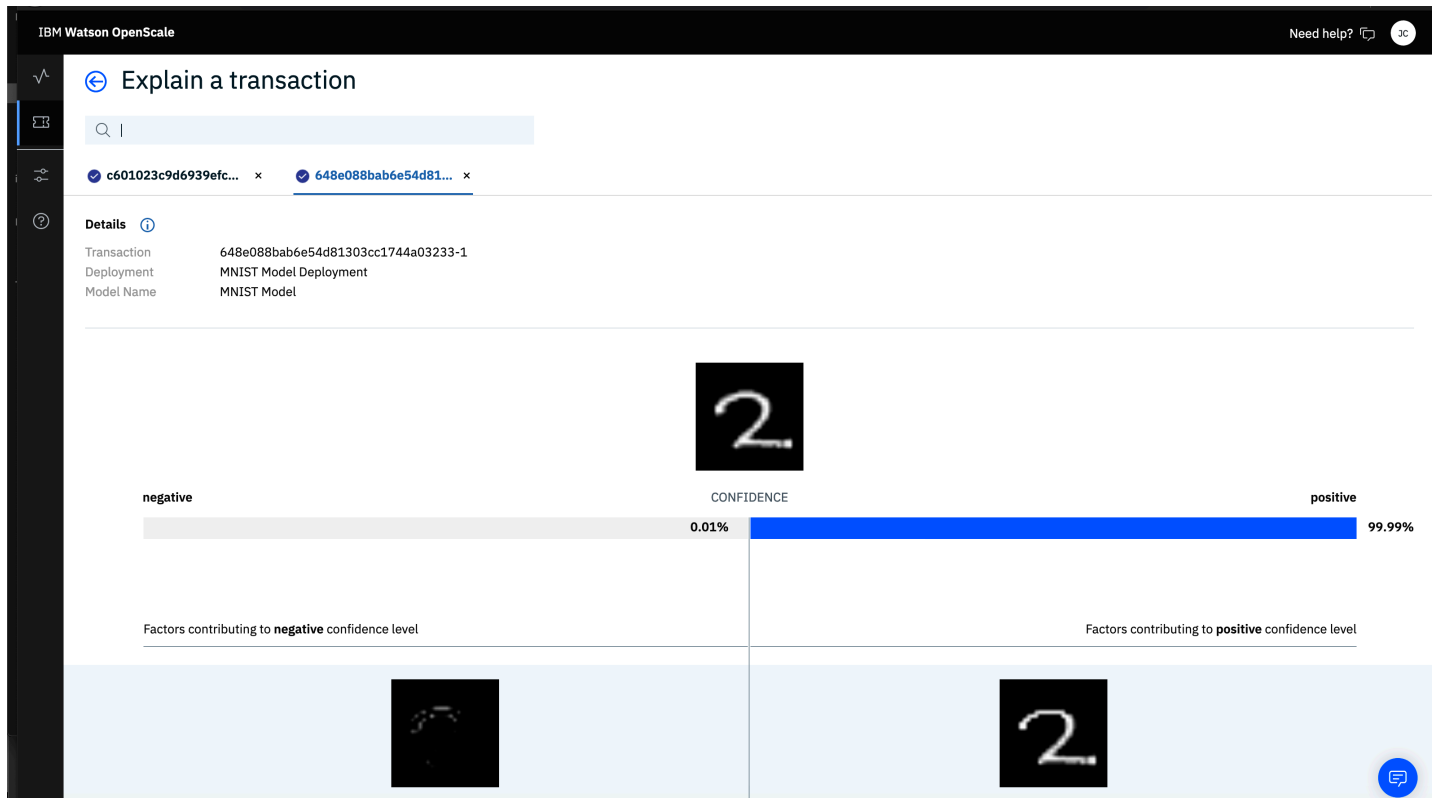 IBM Watson OpenScale
Need help?
JC
Explain a transaction
c601023c9d6939efc... ×
648e088bab6e54d81... ×
Details
Transaction 648e088bab6e54d81303cc1744a03233-1
Deployment MNIST Model Deployment
Model Name MNIST Model
2
negative CONFIDENCE positive
0.01% 99.99%
Factors contributing to negative confidence level
Factors contributing to positive confidence level
2